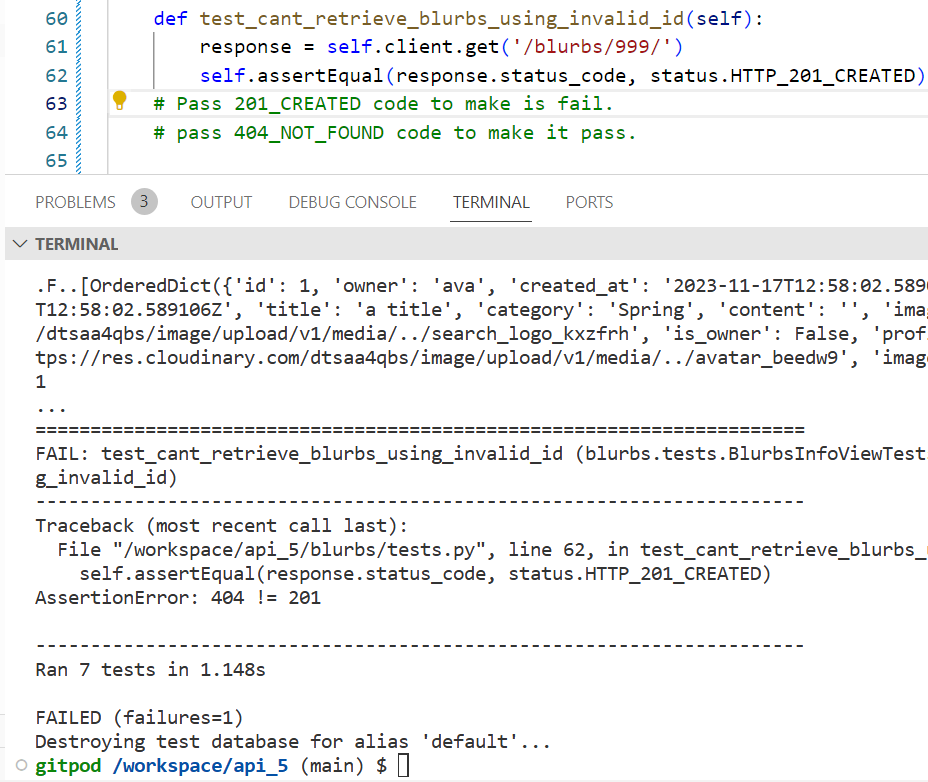 60 def test_cant_retrieve_blurbs_using_invalid_id(self):
61 response = self.client.get('/blurbs/999/')
62 self.assertEqual(response.status_code, status.HTTP_201_CREATED)
63 # Pass 201_CREATED code to make is fail.
64 # pass 404_NOT_FOUND code to make it pass.
65
PROBLEMS 3 OUTPUT DEBUG CONSOLE TERMINAL PORTS
TERMINAL
.F..[OrderedDict({'id': 1, 'owner': 'ava', 'created_at': '2023-11-17T12:58:02.589
T12:58:02.589106Z', 'title': 'a title', 'category': 'Spring', 'content': '', 'imag
/dtsaa4qbs/image/upload/v1/media/../search_logo_kxzfrh', 'is_owner': False, 'prof
tps://res.cloudinary.com/dtsaa4qbs/image/upload/v1/media/../avatar_beedw9', 'imag
1
...
======================================================================
FAIL: test_cant_retrieve_blurbs_using_invalid_id (blurbs.tests.BlurbsInfoViewTest
g_invalid_id)
----------------------------------------------------------------------
Traceback (most recent call last):
File "/workspace/api_5/blurbs/tests.py", line 62, in test_cant_retrieve_blurbs_
self.assertEqual(response.status_code, status.HTTP_201_CREATED)
AssertionError: 404 != 201
----------------------------------------------------------------------
Ran 7 tests in 1.148s
FAILED (failures=1)
Destroying test database for alias 'default'...
gitpod /workspace/api_5 (main) $